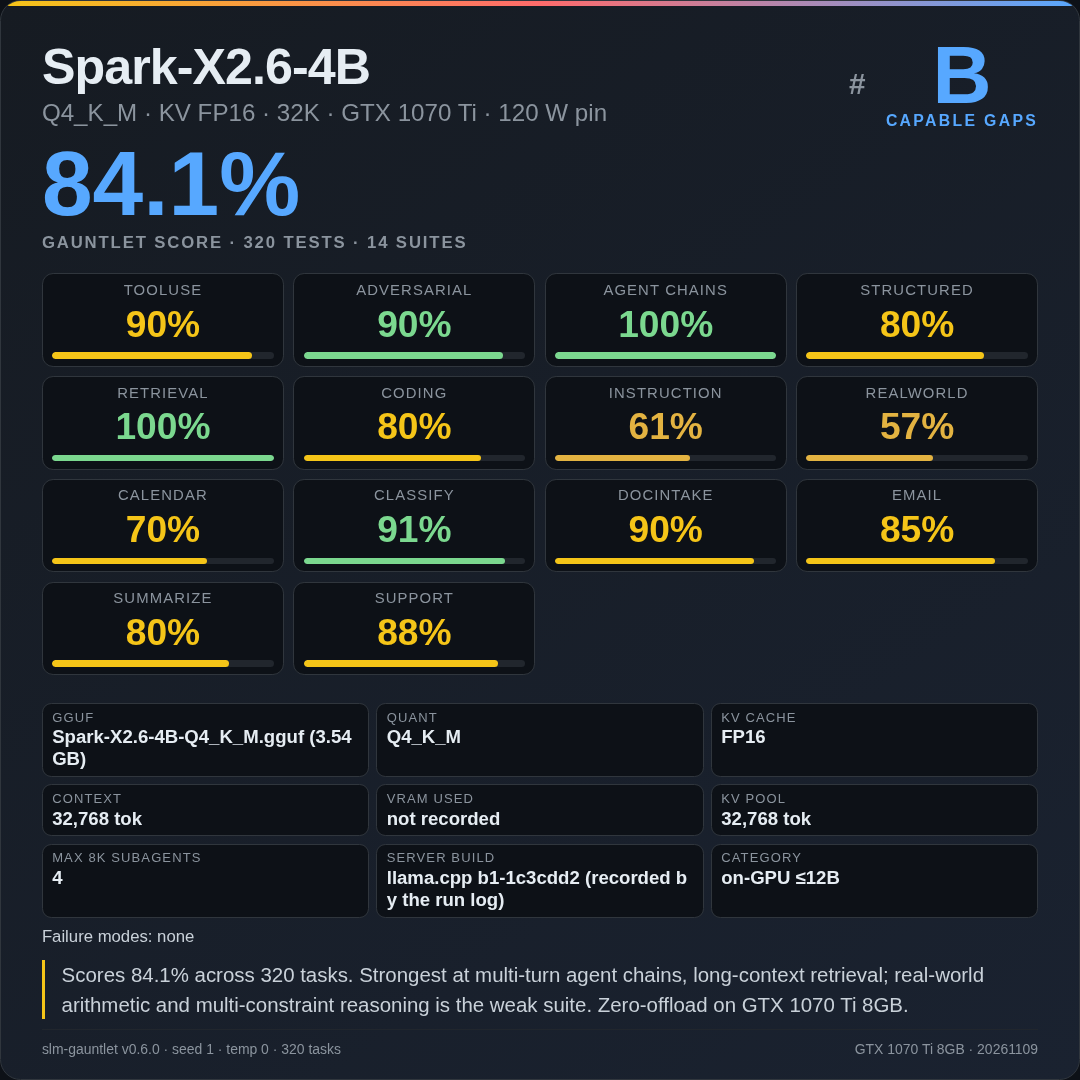 Spark-X2.6-4B
Q4_K_M · KV FP16 · 32K · GTX 1070 Ti · 120 W pin
#
B
CAPABLE GAPS
84.1%
GAUNTLET SCORE · 320 TESTS · 14 SUITES
TOOLUSE
90%
ADVERSARIAL
90%
AGENT CHAINS
100%
STRUCTURED
80%
RETRIEVAL
100%
CODING
80%
INSTRUCTION
61%
REALWORLD
57%
CALENDAR
70%
CLASSIFY
91%
DOCINTAKE
90%
EMAIL
85%
SUMMARIZE
80%
SUPPORT
88%
GGUF
Spark-X2.6-4B-Q4_K_M.gguf (3.54
GB)
QUANT
Q4_K_M
KV CACHE
FP16
CONTEXT
32,768 tok
VRAM USED
not recorded
KV POOL
32,768 tok
MAX 8K SUBAGENTS
4
SERVER BUILD
llama.cpp b1-1c3cdd2 (recorded b
y the run log)
CATEGORY
on-GPU ≤12B
Failure modes: none
Scores 84.1% across 320 tasks. Strongest at multi-turn agent chains, long-context retrieval; real-world
arithmetic and multi-constraint reasoning is the weak suite. Zero-offload on GTX 1070 Ti 8GB.
slm-gauntlet v0.6.0 · seed 1 · temp 0 · 320 tasks
GTX 1070 Ti 8GB · 20261109